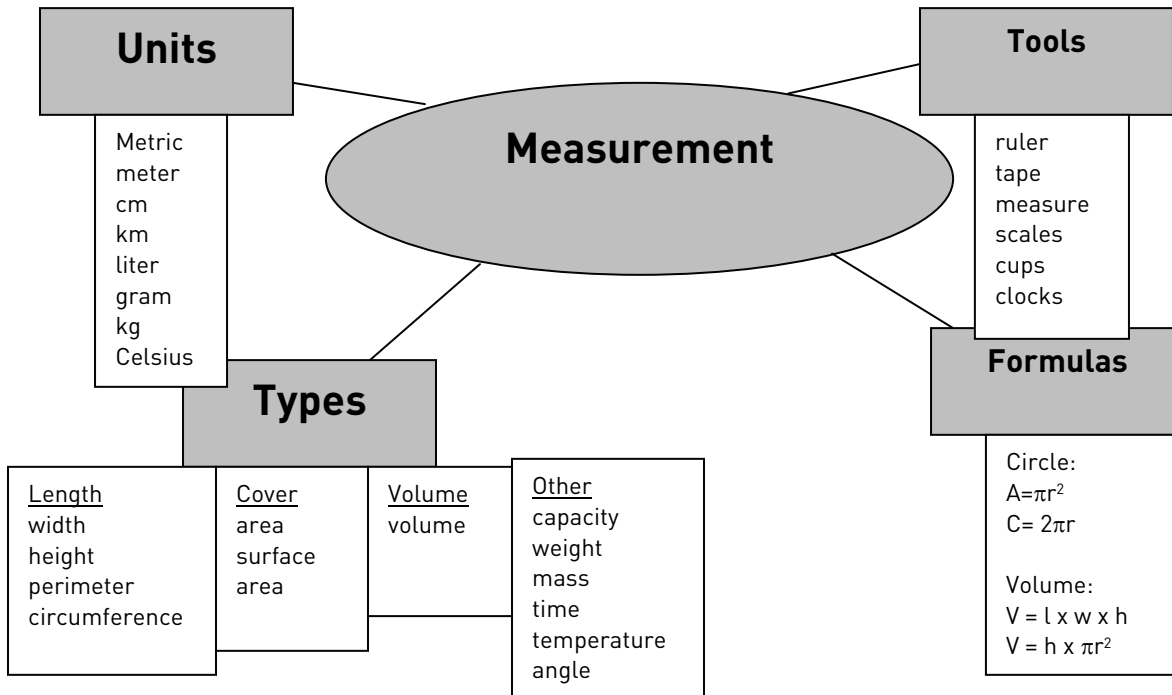 Measurement
Units
Metric
meter
cm
km
liter
gram
kg
Celsius
Tools
ruler
tape
measure
scales
cups
clocks
Types
Length
width
height
perimeter
circumference
Cover
area
surface
area
Volume
volume
Other
capacity
weight
mass
time
temperature
angle
Formulas
Circle:
A=πr²
C= 2πr
Volume:
V = l x w x h
V = h x πr²